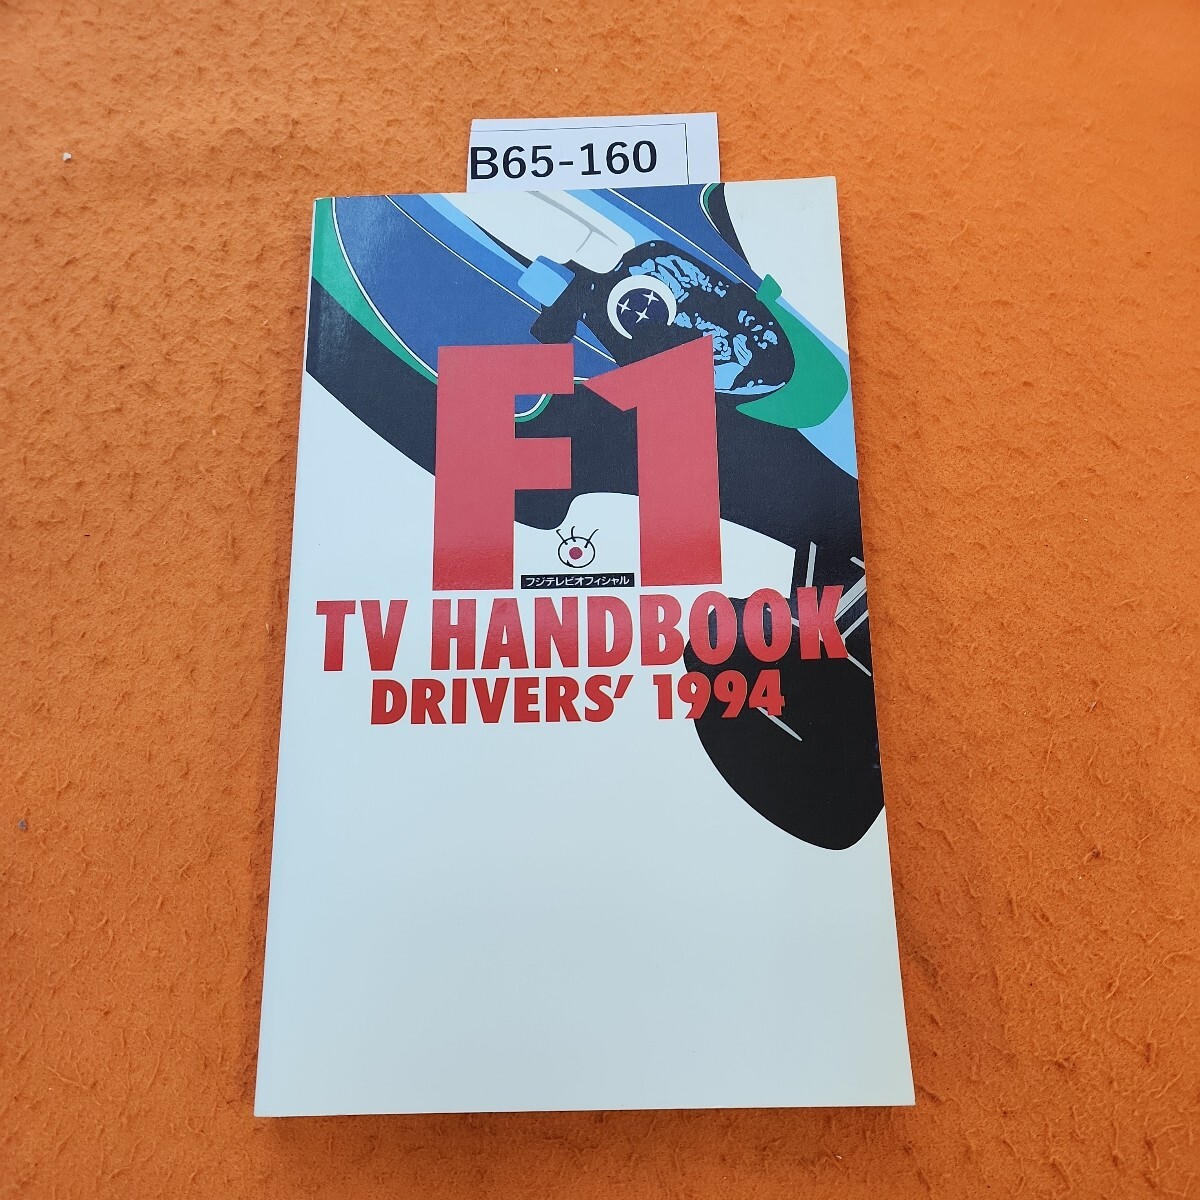 B65-160
F1
フジテレビオフィシャル
TV HANDBOOK
DRIVERS' 1994